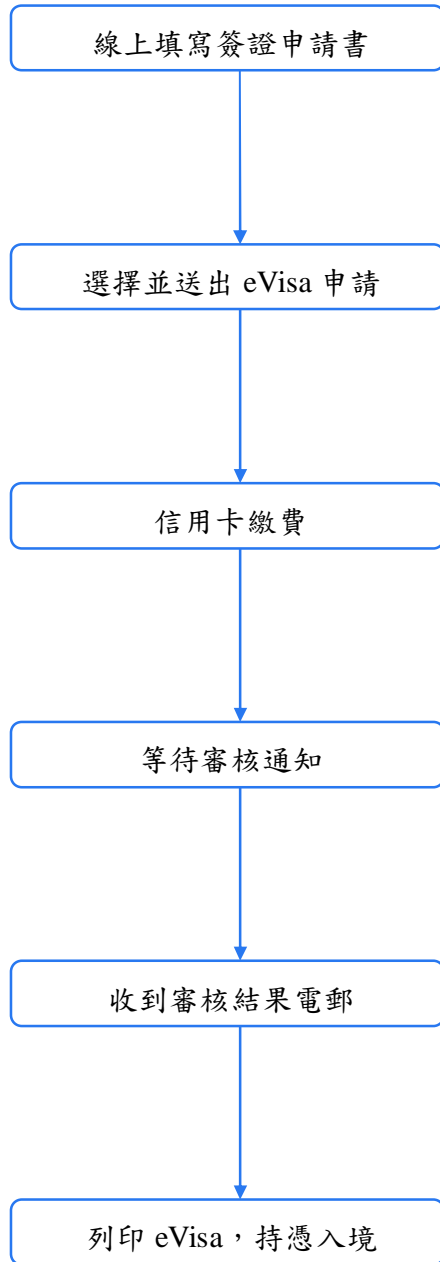 線上填寫簽證申請書
選擇並送出 eVisa 申請
信用卡繳費
等待審核通知
收到審核結果電郵
列印 eVisa，持憑入境